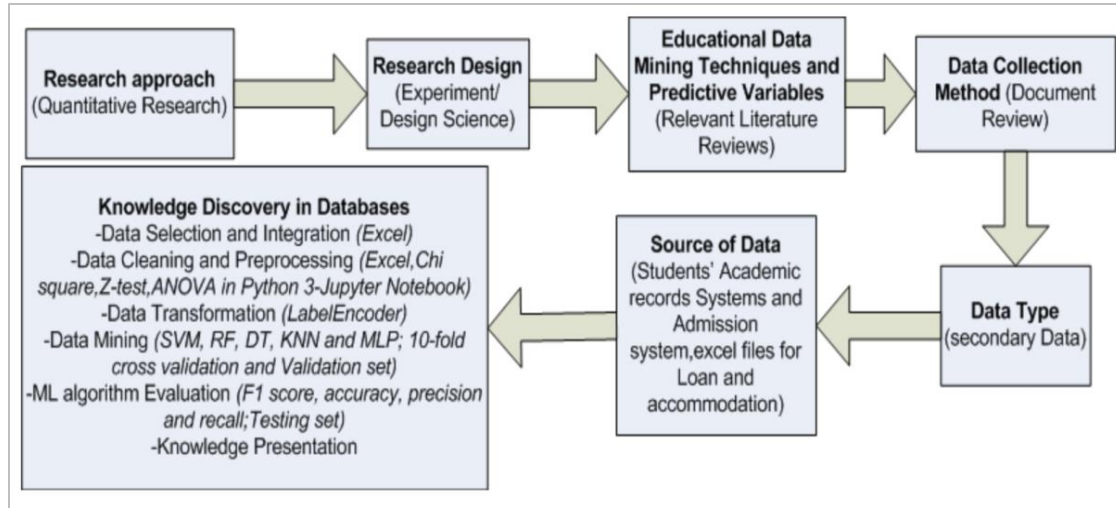 Research approach
(Quantitative Research)
Research Design
(Experiment/
Design Science)
Educational Data
Mining Techniques and
Predictive Variables
(Relevant Literature
Reviews)
Data Collection
Method (Document
Review)
Data Type
(secondary Data)
Source of Data
(Students' Academic
records Systems and
Admission
system,excel files for
Loan and
accommodation)
Knowledge Discovery in Databases
-Data Selection and Integration (Excel)
-Data Cleaning and Preprocessing (Excel,Chi
square,Z-test,ANOVA in Python 3-Jupyter Notebook)
-Data Transformation (LabelEncoder)
-Data Mining (SVM, RF, DT, KNN and MLP; 10-fold
cross validation and Validation set)
-ML algorithm Evaluation (F1 score, accuracy, precision
and recall;Testing set)
-Knowledge Presentation